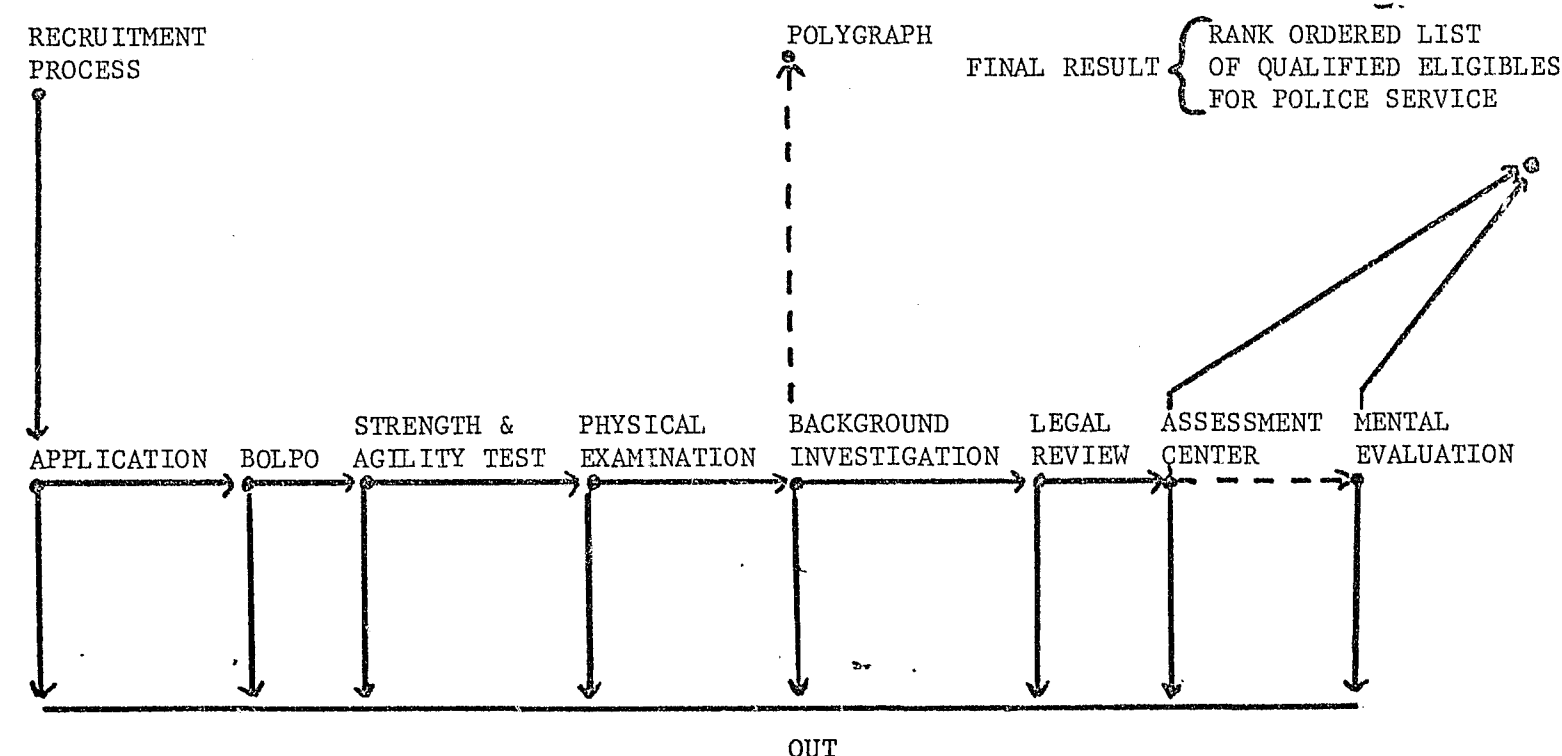 RECRUITMENT
PROCESS
POLYGRAPH
FINAL RESULT
RANK ORDERED LIST
OF QUALIFIED ELIGIBLES
FOR POLICE SERVICE
APPLICATION
BOLPO
STRENGTH &
AGILITY TEST
PHYSICAL
EXAMINATION
BACKGROUND
INVESTIGATION
LEGAL
REVIEW
ASSESSMENT
CENTER
MENTAL
EVALUATION
OUT